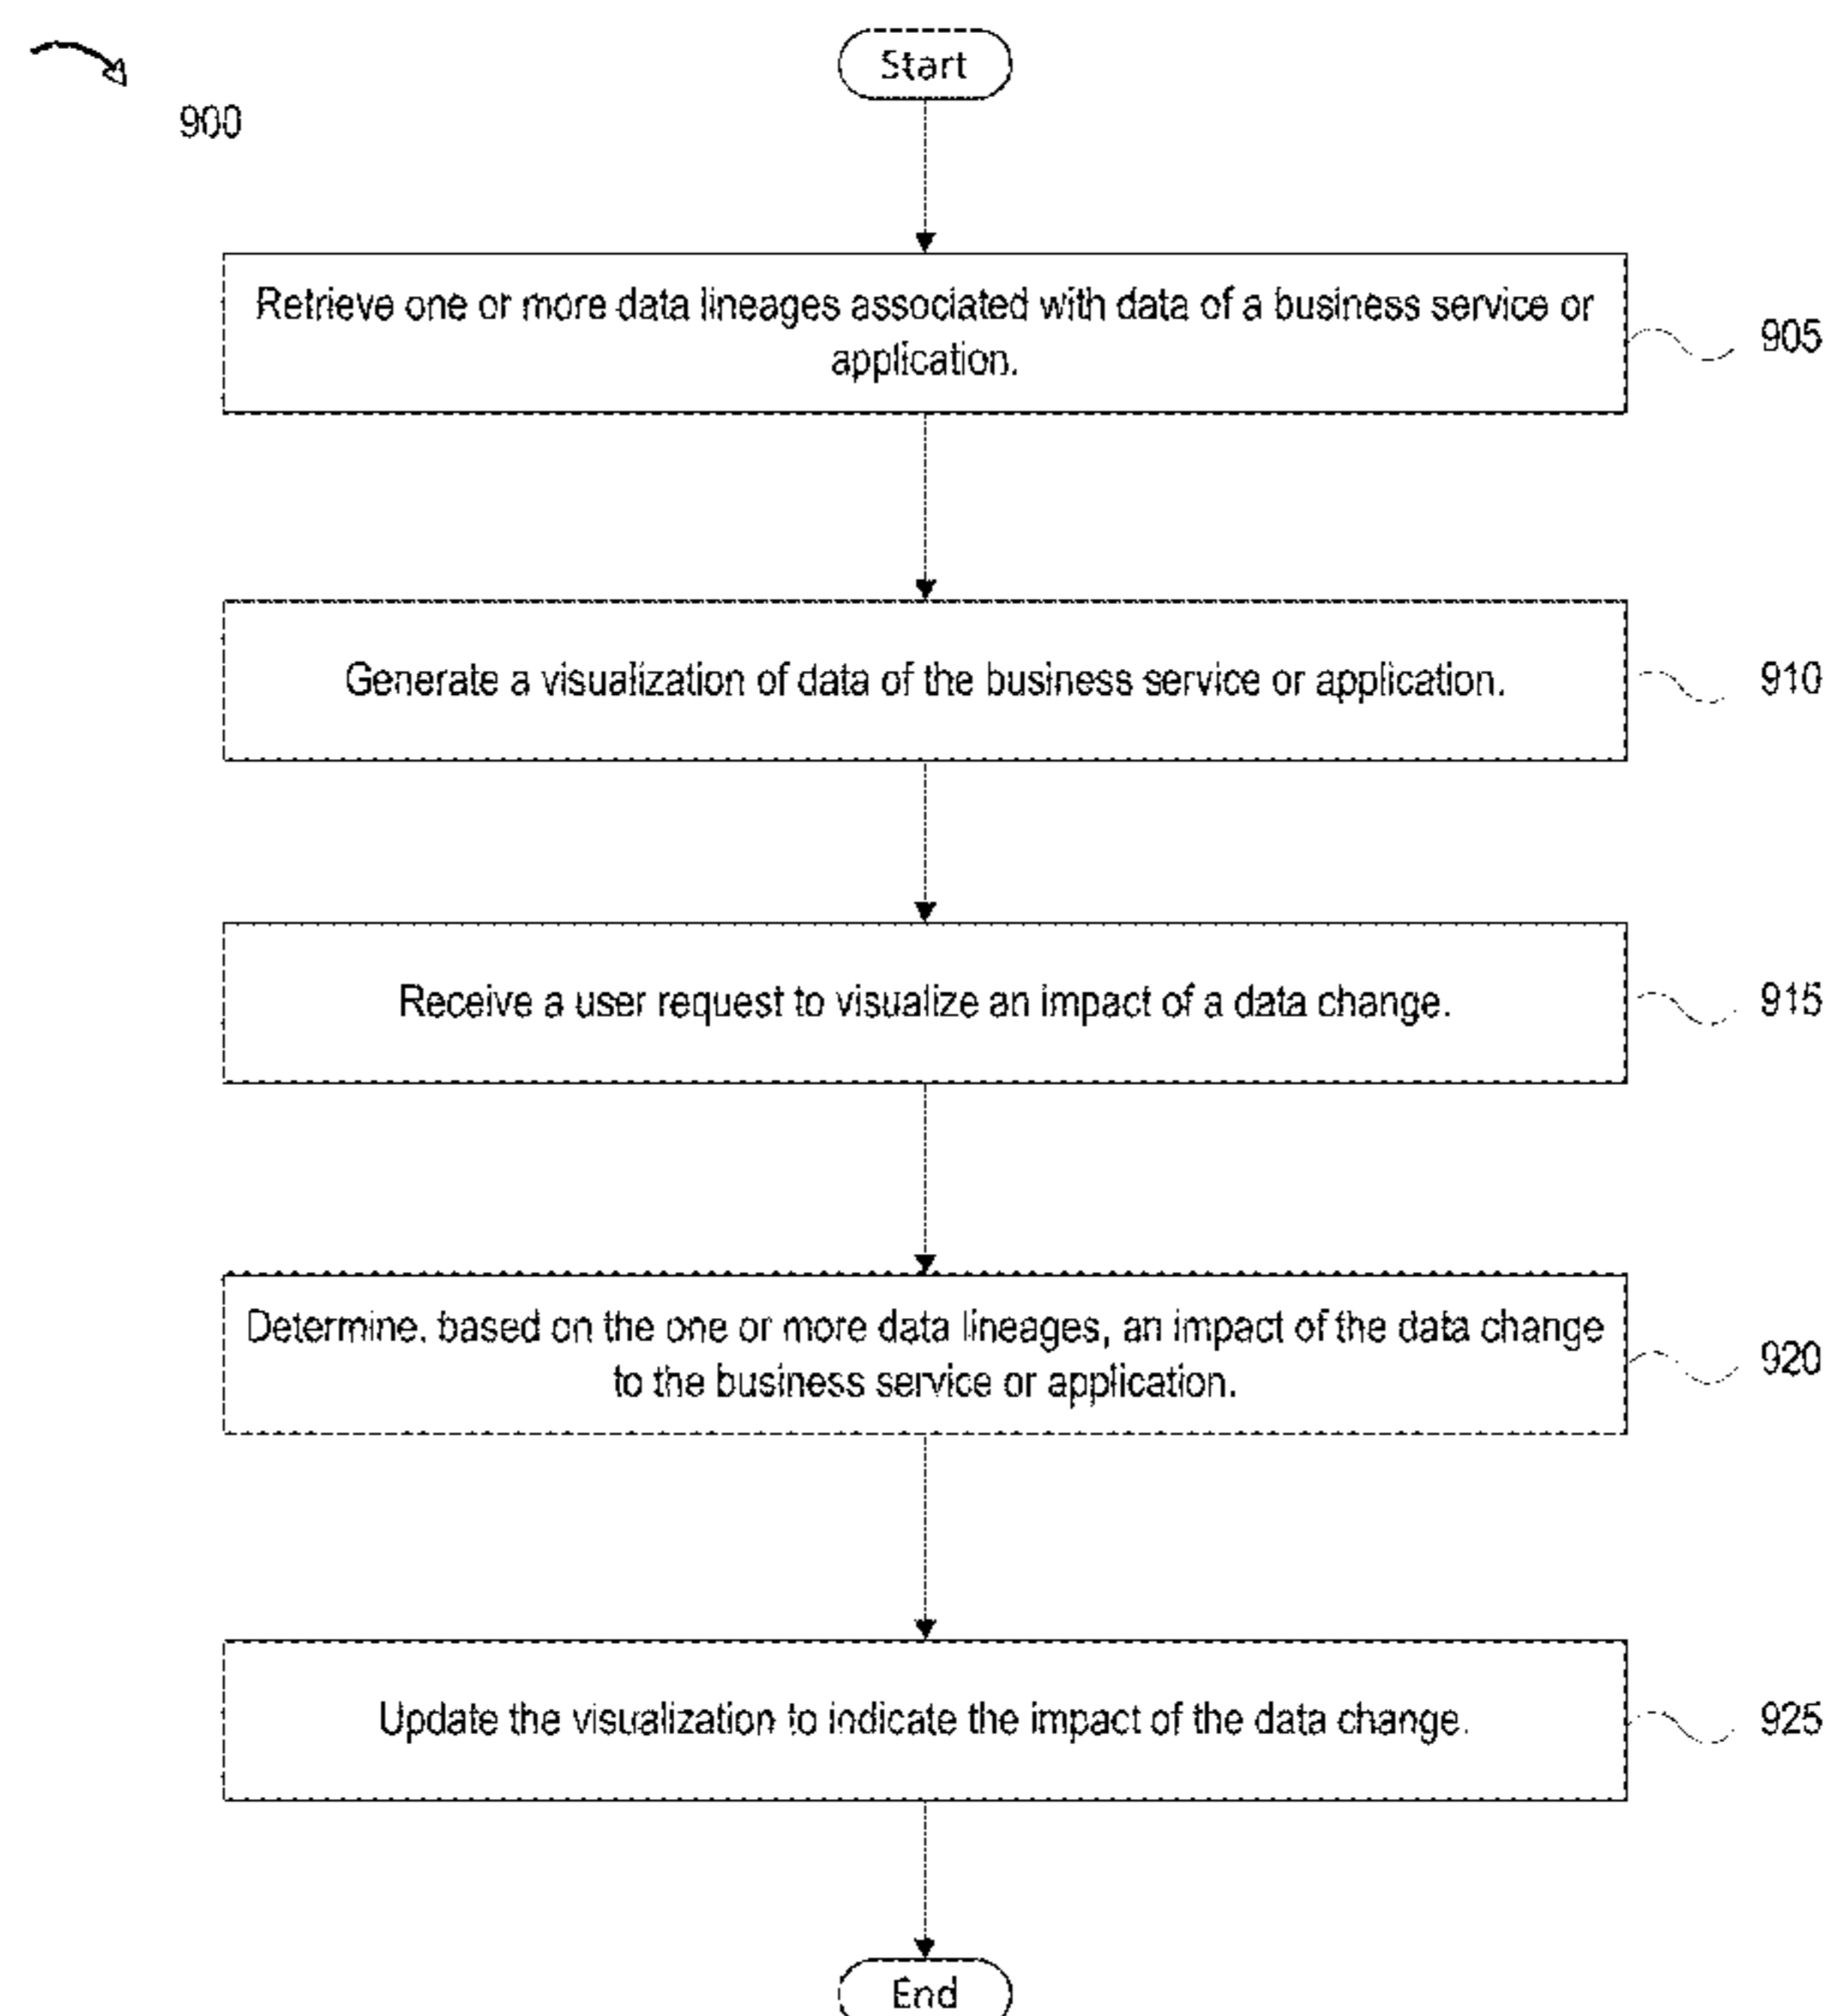 Start
900
Retrieve one or more data lineages associated with data of a business service or
application.
905
Generate a visualization of data of the business service or application.
910
Receive a user request to visualize an impact of a data change.
915
Determine, based on the one or more data lineages, an impact of the data change
to the business service or application.
920
Update the visualization to indicate the impact of the data change.
925
End